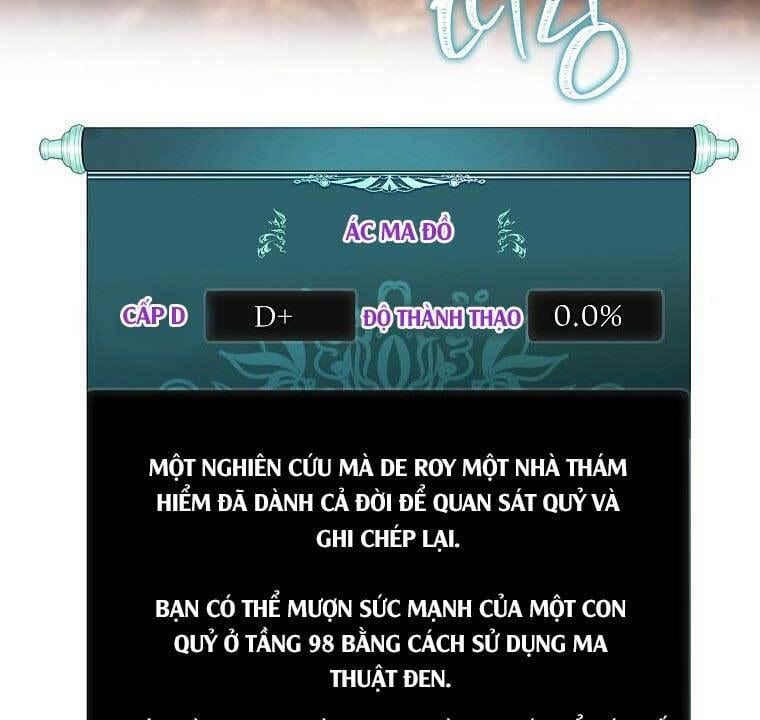 ÁC MA ĐỒ
CẤP D D+ ĐỘ THÀNH THẠO 0.0%
MỘT NGHIÊN CỨU MÀ DE ROY MỘT NHÀ THÁM
HIỂM ĐÃ DÀNH CẢ ĐỜI ĐỂ QUAN SÁT QUỶ VÀ
GHI CHÉP LẠI.
BẠN CÓ THỂ MƯỢN SỨC MẠNH CỦA MỘT CON
QUỶ Ở TẦNG 98 BẰNG CÁCH SỬ DỤNG MA
THUẬT ĐEN.